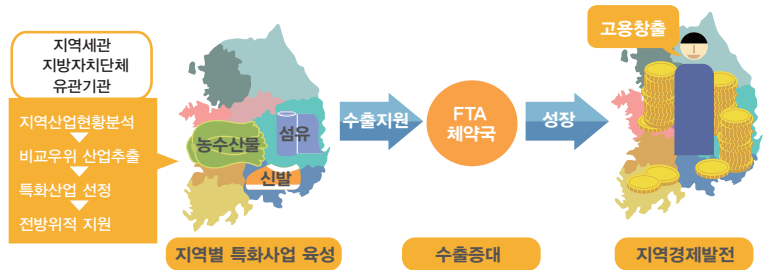 지역세관
지방자치단체
유관기관
지역산업현황분석
비교우위 산업추출
특화산업 선정
전방위적 지원
농수산물
섬유
신발
지역별 특화사업 육성
수출지원
FTA
체약국
수출증대
성장
고용창출
지역경제발전